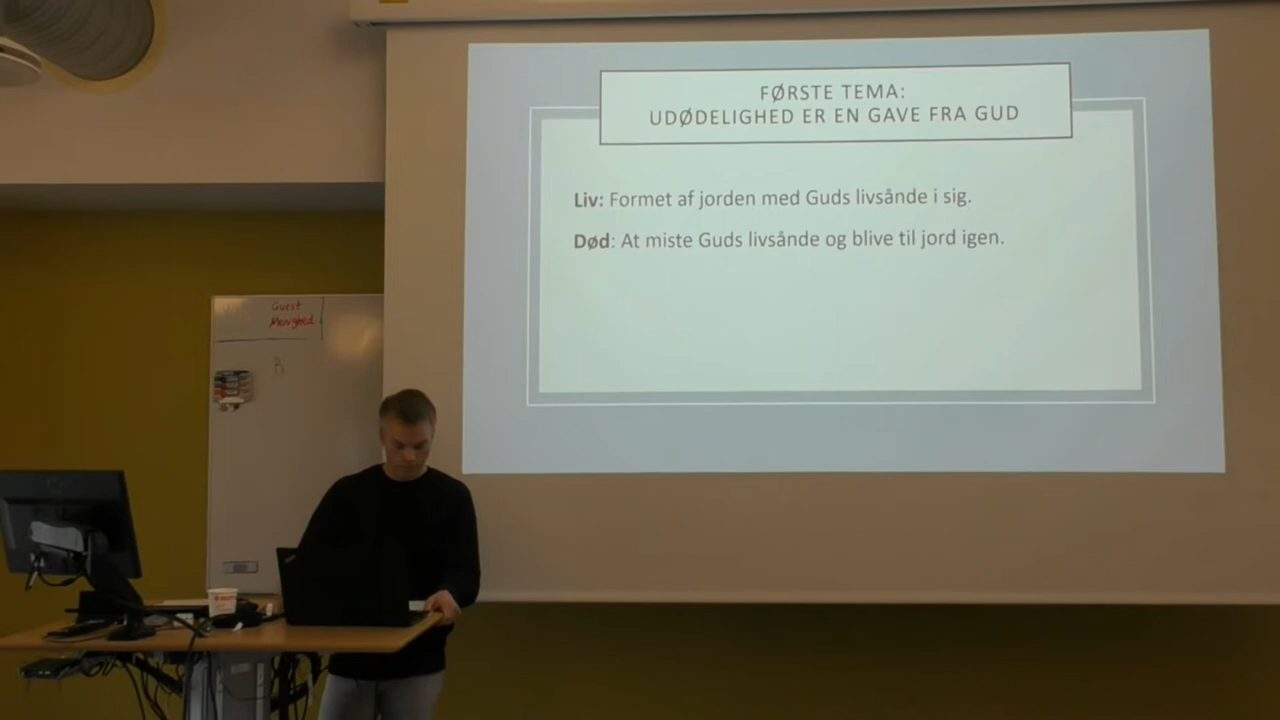 FØRSTE TEMA:
UDØDELIGHED ER EN GAVE FRA GUD
Liv: Formet af jorden med Guds livsånde i sig.
Død: At miste Guds livsånde og blive til jord igen.
Guest